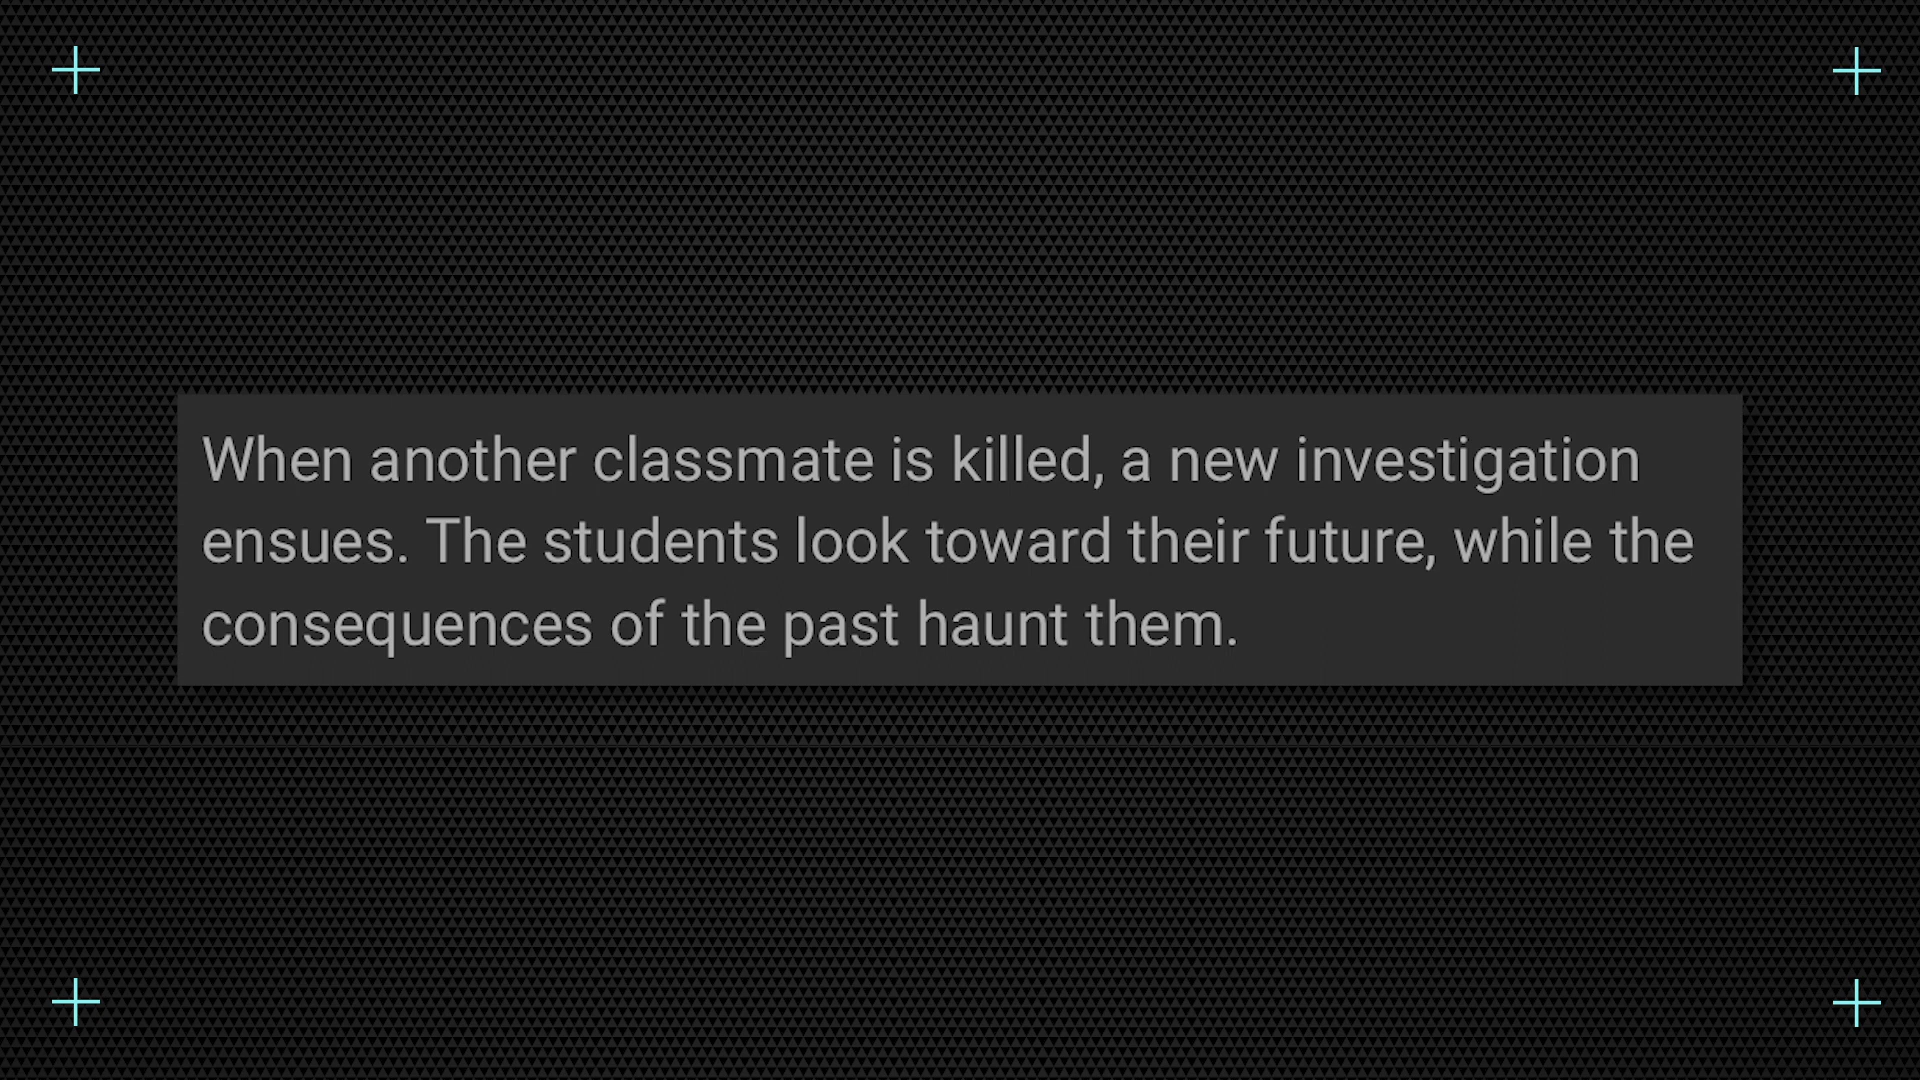 When another classmate is killed, a new investigation
ensues. The students look toward their future, while the
consequences of the past haunt them.